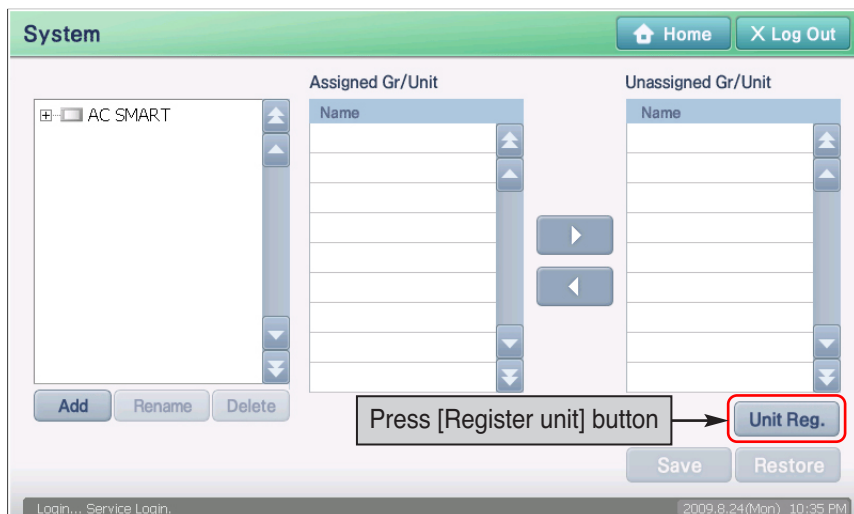 System
Home
X Log Out
Assigned Gr/Unit
Unassigned Gr/Unit
AC SMART
Name
Name
Add
Rename
Delete
Press [Register unit] button
Unit Reg.
Save
Restore
Login... Service Login.
2009.8.24(Mon) 10:35 PM